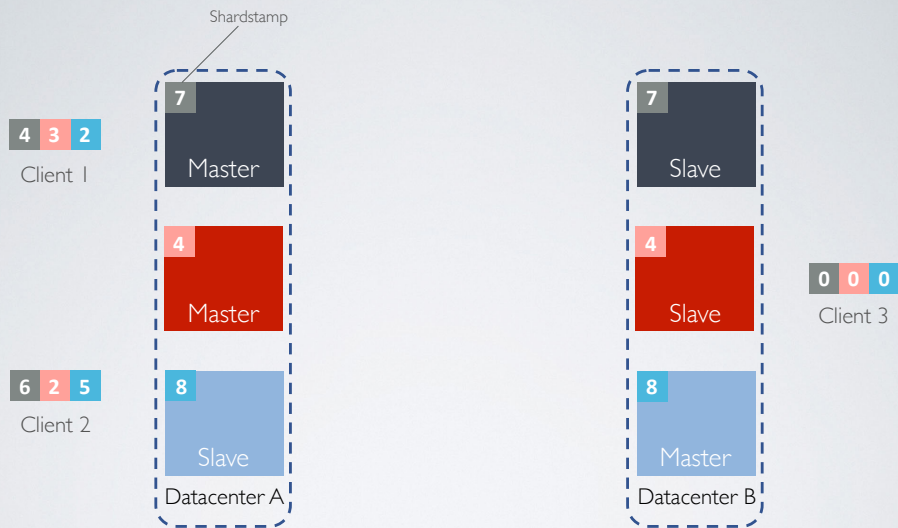 Shardstamp
7
Master
4 3 2
Client 1
4
Master
6 2 5
Client 2
8
Slave
Datacenter A
7
Slave
4
Slave
0 0 0
Client 3
8
Master
Datacenter B